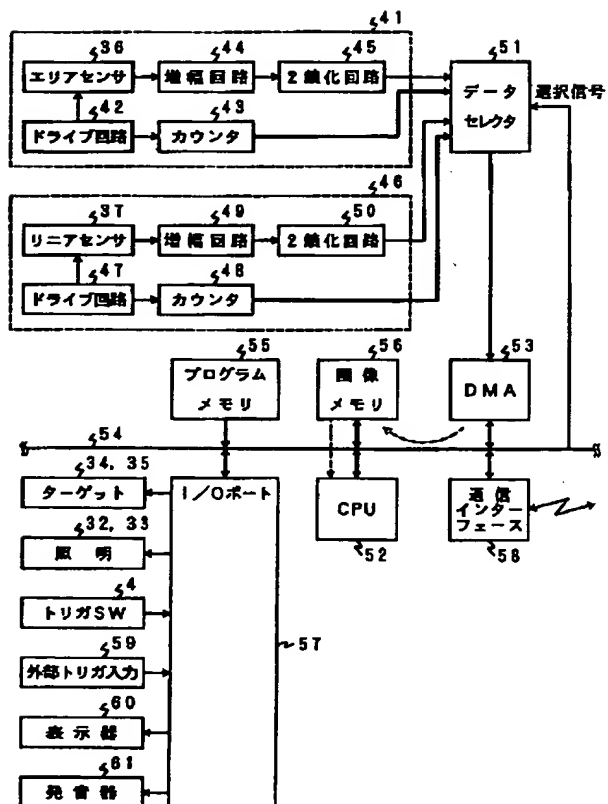 41
36
44
45
51
エリアセンサ
増幅回路
2値化回路
データ
セレクタ
選択信号
42
43
ドライブ回路
カウンタ
46
37
49
50
リニアセンサ
増幅回路
2値化回路
47
48
ドライブ回路
カウンタ
55
56
53
プログラム
メモリ
画像
メモリ
DMA
54
34, 35
ターゲット
I/Oポート
CPU
52
通信
インター
フェース
58
32, 33
照明
4
トリガSW
57
59
外部トリガ入力
60
表示器
61
発音器